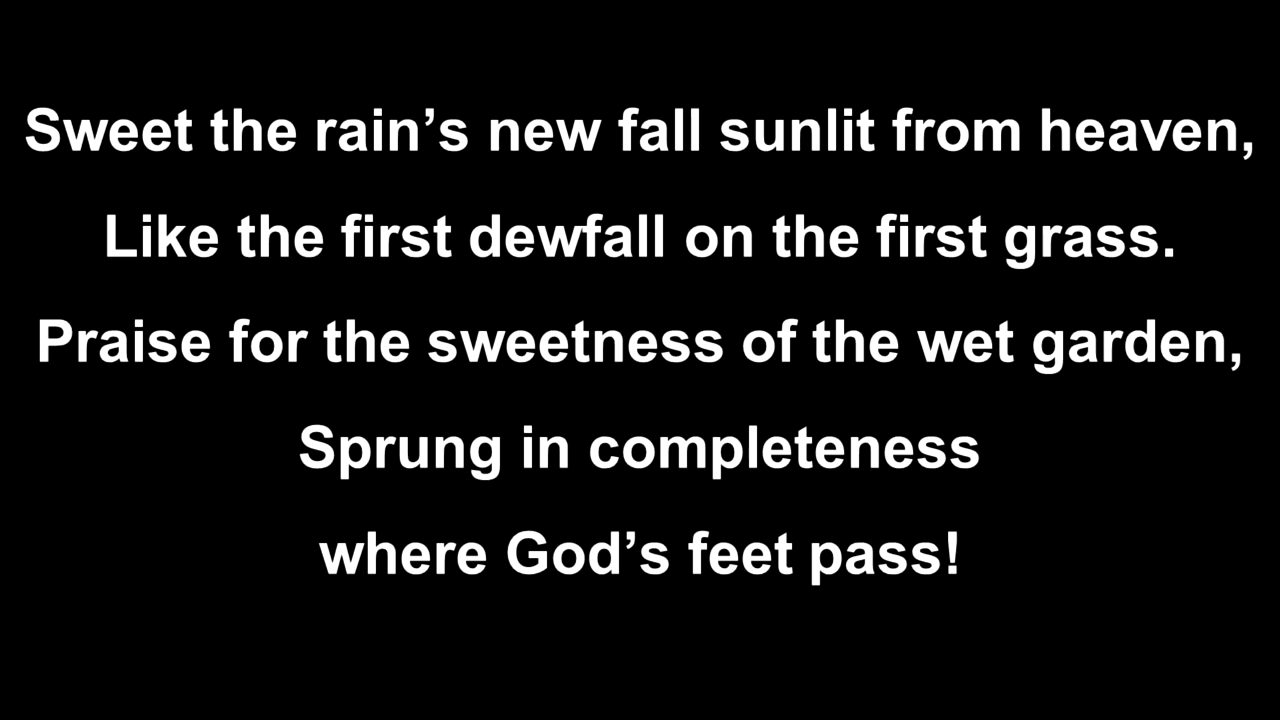 Sweet the rain’s new fall sunlit from heaven,
Like the first dewfall on the first grass.
Praise for the sweetness of the wet garden,
Sprung in completeness
where God’s feet pass!